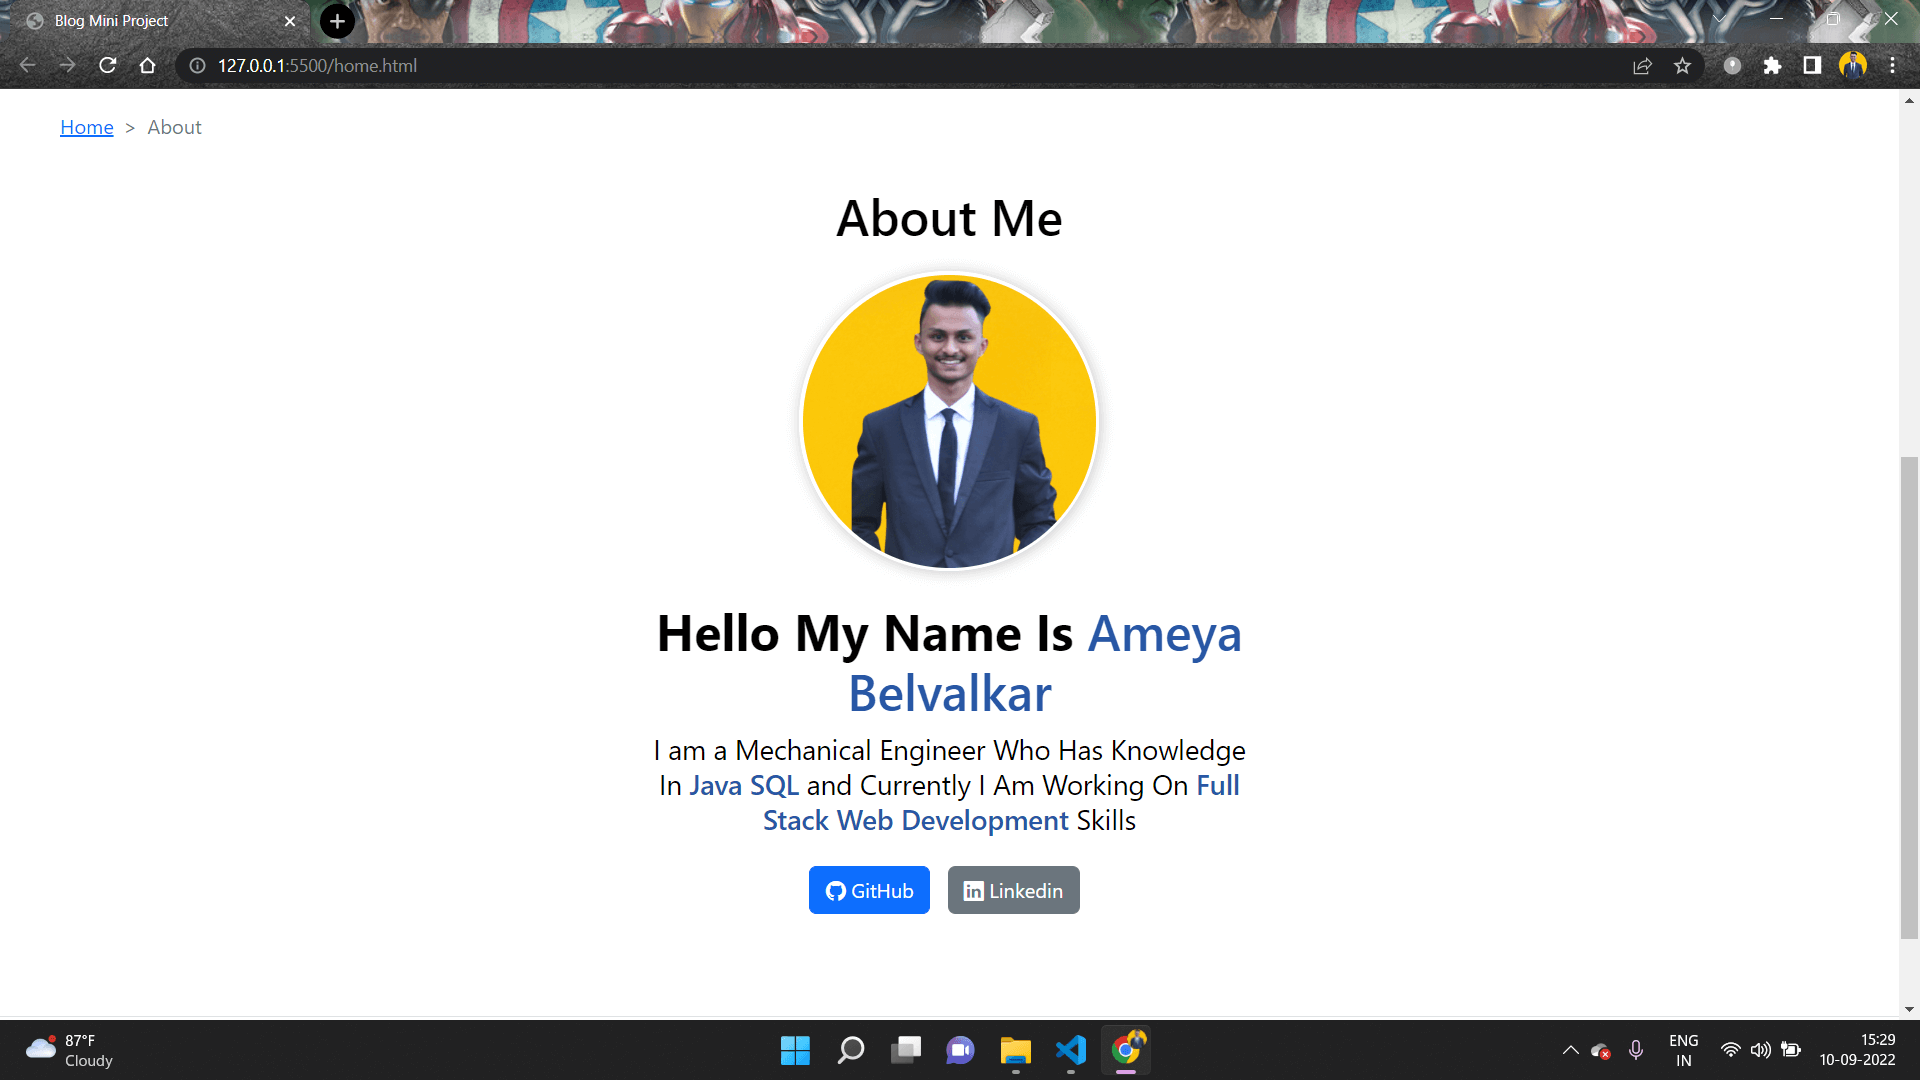 Blog Mini Project
127.0.0.1:5500/home.html
Home > About
About Me
Hello My Name Is Ameya
Belvalkar
I am a Mechanical Engineer Who Has Knowledge
In Java SQL and Currently I Am Working On Full
Stack Web Development Skills
GitHub
in Linkedin
87°F
Cloudy
ENG
IN
15:29
10-09-2022